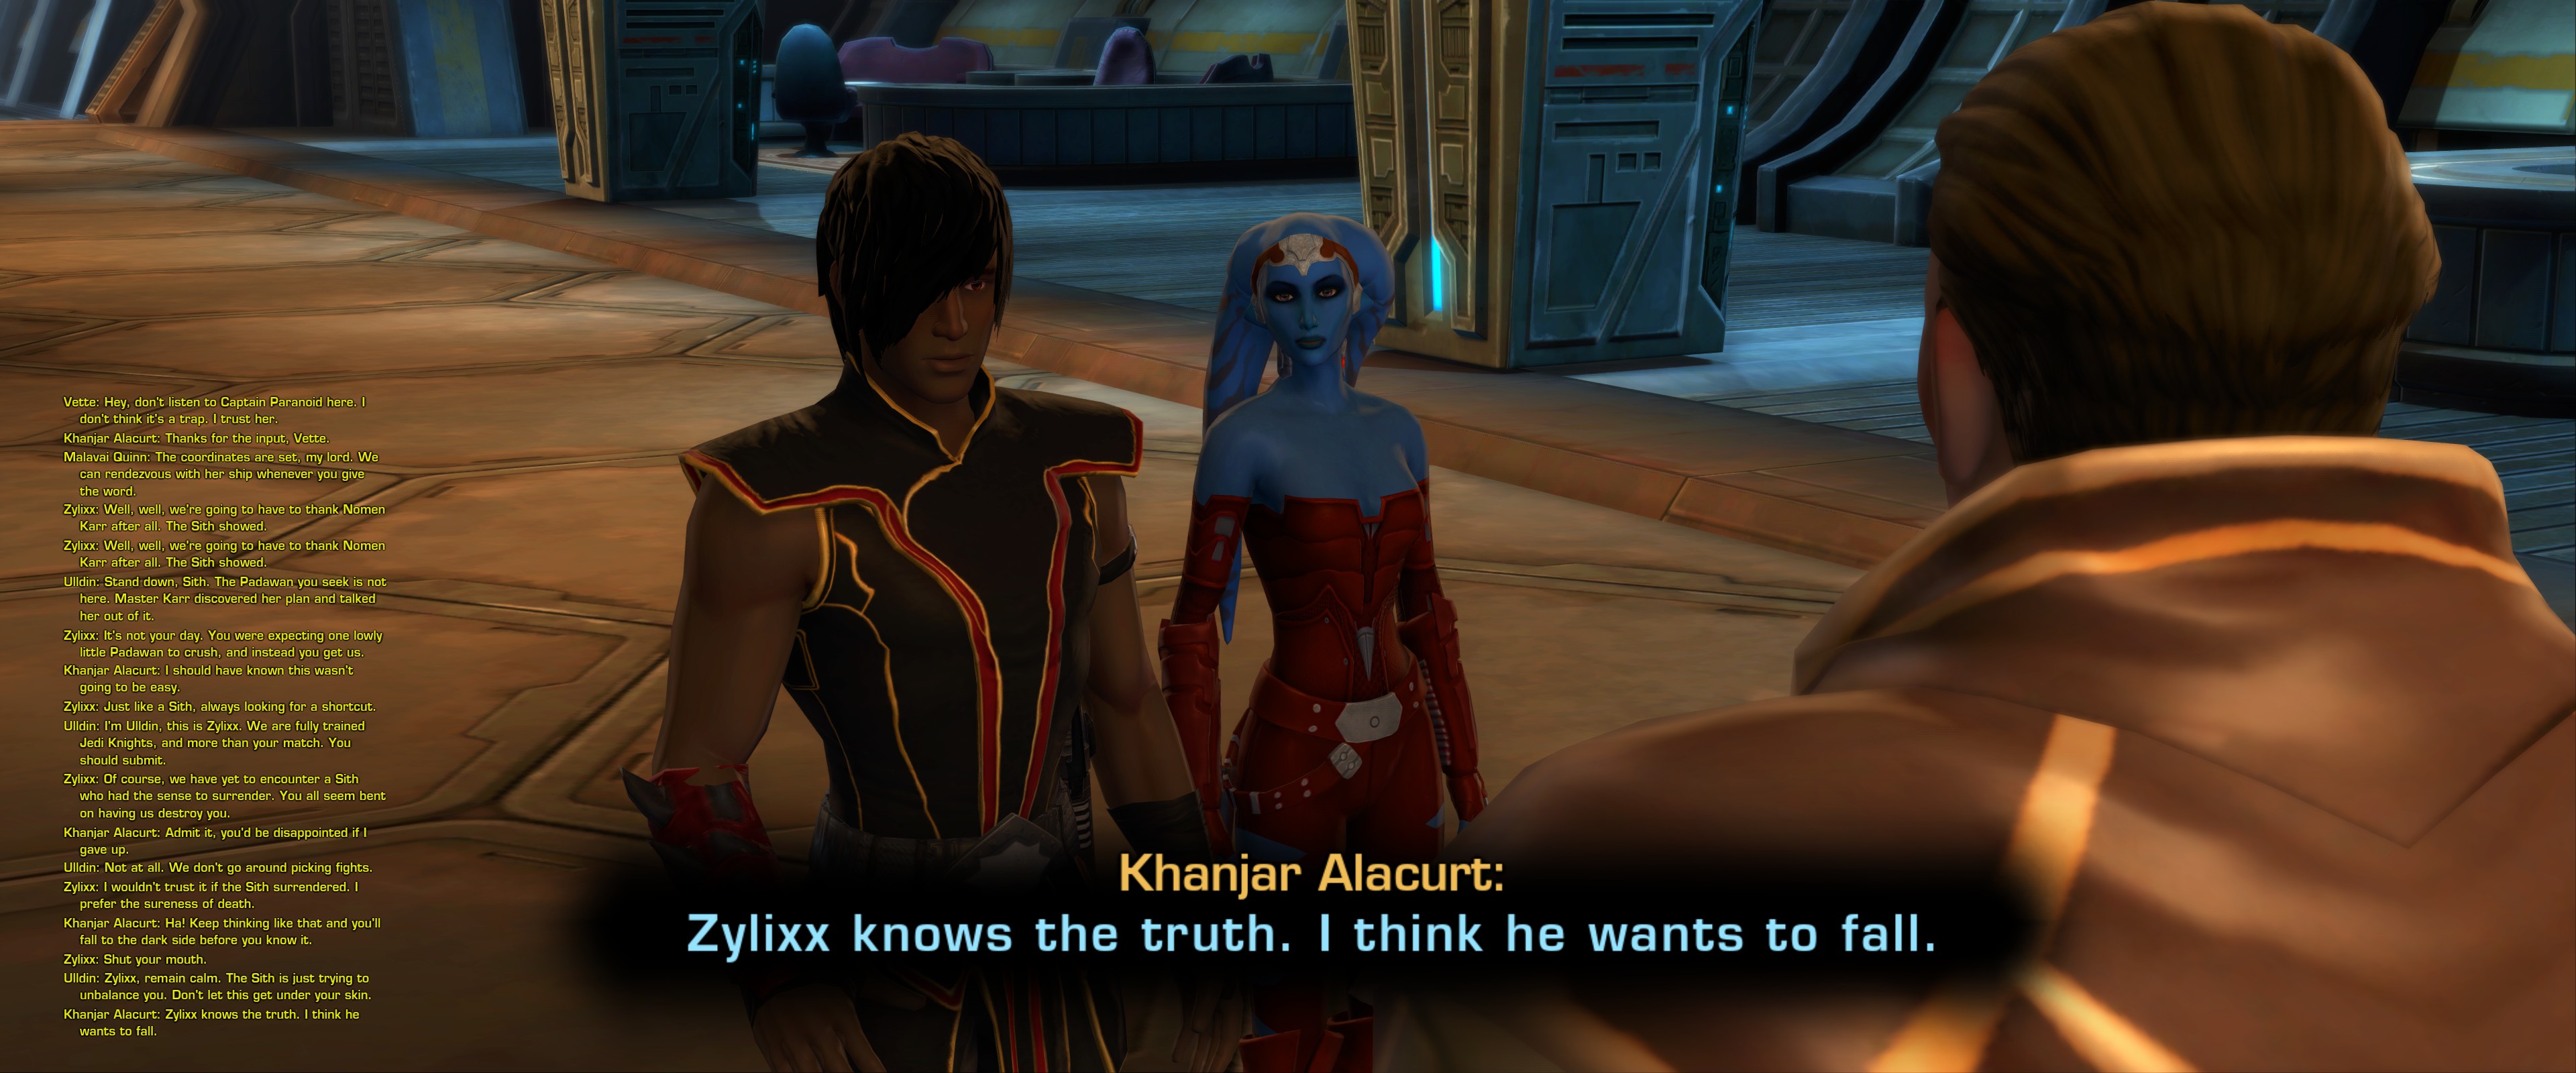 Vette: Hey, don't listen to Captain Paranoid here. I
don't think it's a trap. I trust her.
Khanjar Alacurt: Thanks for the input, Vette.
Malavai Quinn: The coordinates are set, my lord. We
can rendezvous with her ship whenever you give
the word.
Zylixx: Well, well, we're going to have to thank Nomen
Karr after all. The Sith showed.
Zylixx: Well, well, we're going to have to thank Nomen
Karr after all. The Sith showed.
Ulldin: Stand down, Sith. The Padawan you seek is not
here. Master Karr discovered her plan and talked
her out of it.
Zylixx: It's not your day. You were expecting one lowly
little Padawan to crush, and instead you get us.
Khanjar Alacurt: I should have known this wasn't
going to be easy.
Zylixx: Just like a Sith, always looking for a shortcut.
Ulldin: I'm Ulldin, this is Zylixx. We are fully trained
Jedi Knights, and more than your match. You
should submit.
Zylixx: Of course, we have yet to encounter a Sith
who had the sense to surrender. You all seem bent
on having us destroy you.
Khanjar Alacurt: Admit it, you'd be disappointed if I
gave up.
Ulldin: Not at all. We don't go around picking fights.
Zylixx: I wouldn't trust it if the Sith surrendered. I
prefer the sureness of death.
Khanjar Alacurt: Ha! Keep thinking like that and you'll
fall to the dark side before you know it.
Zylixx: Shut your mouth.
Ulldin: Zylixx, remain calm. The Sith is just trying to
unbalance you. Don't let this get under your skin.
Khanjar Alacurt: Zylixx knows the truth. I think he
wants to fall.
Khanjar Alacurt:
Zylixx knows the truth. I think he wants to fall.